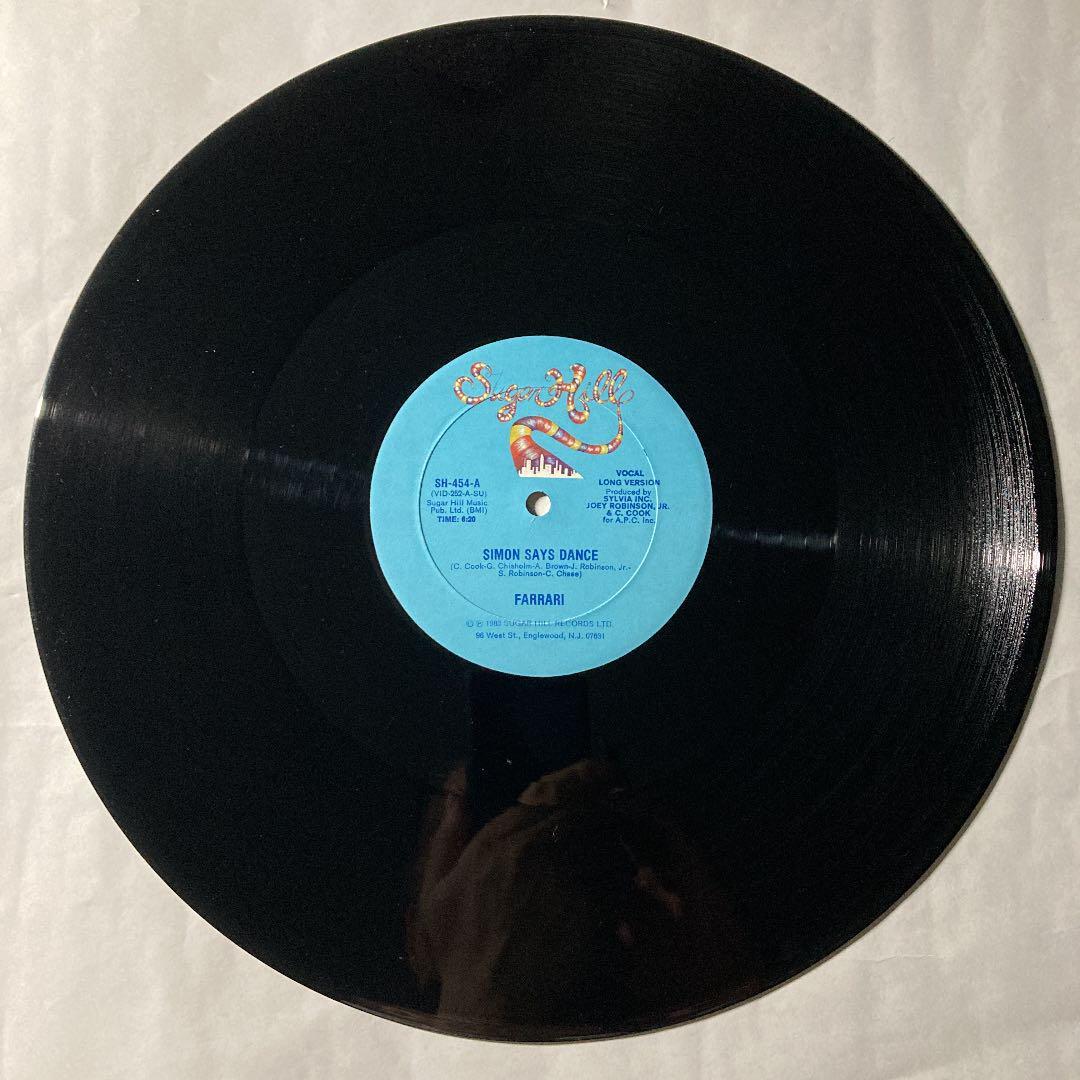 Sugar Hill
SH-454-A
(VID-252-A-SU)
Sugar Hill Music
Pub. Ltd. (BMI)
TIME: 6:20
VOCAL
LONG VERSION
Produced by
SYLVIA INC.
JOEY ROBINSON, JR.
& C. COOK
for A.P.C. Inc.
SIMON SAYS DANCE
(C. Cook-G. Chisholm-A. Brown-J. Robinson, Jr.-
S. Robinson-C. Chase)
FARRARI
© ℗ 1983 SUGAR HILL RECORDS LTD.
96 West St., Englewood, N.J. 07631